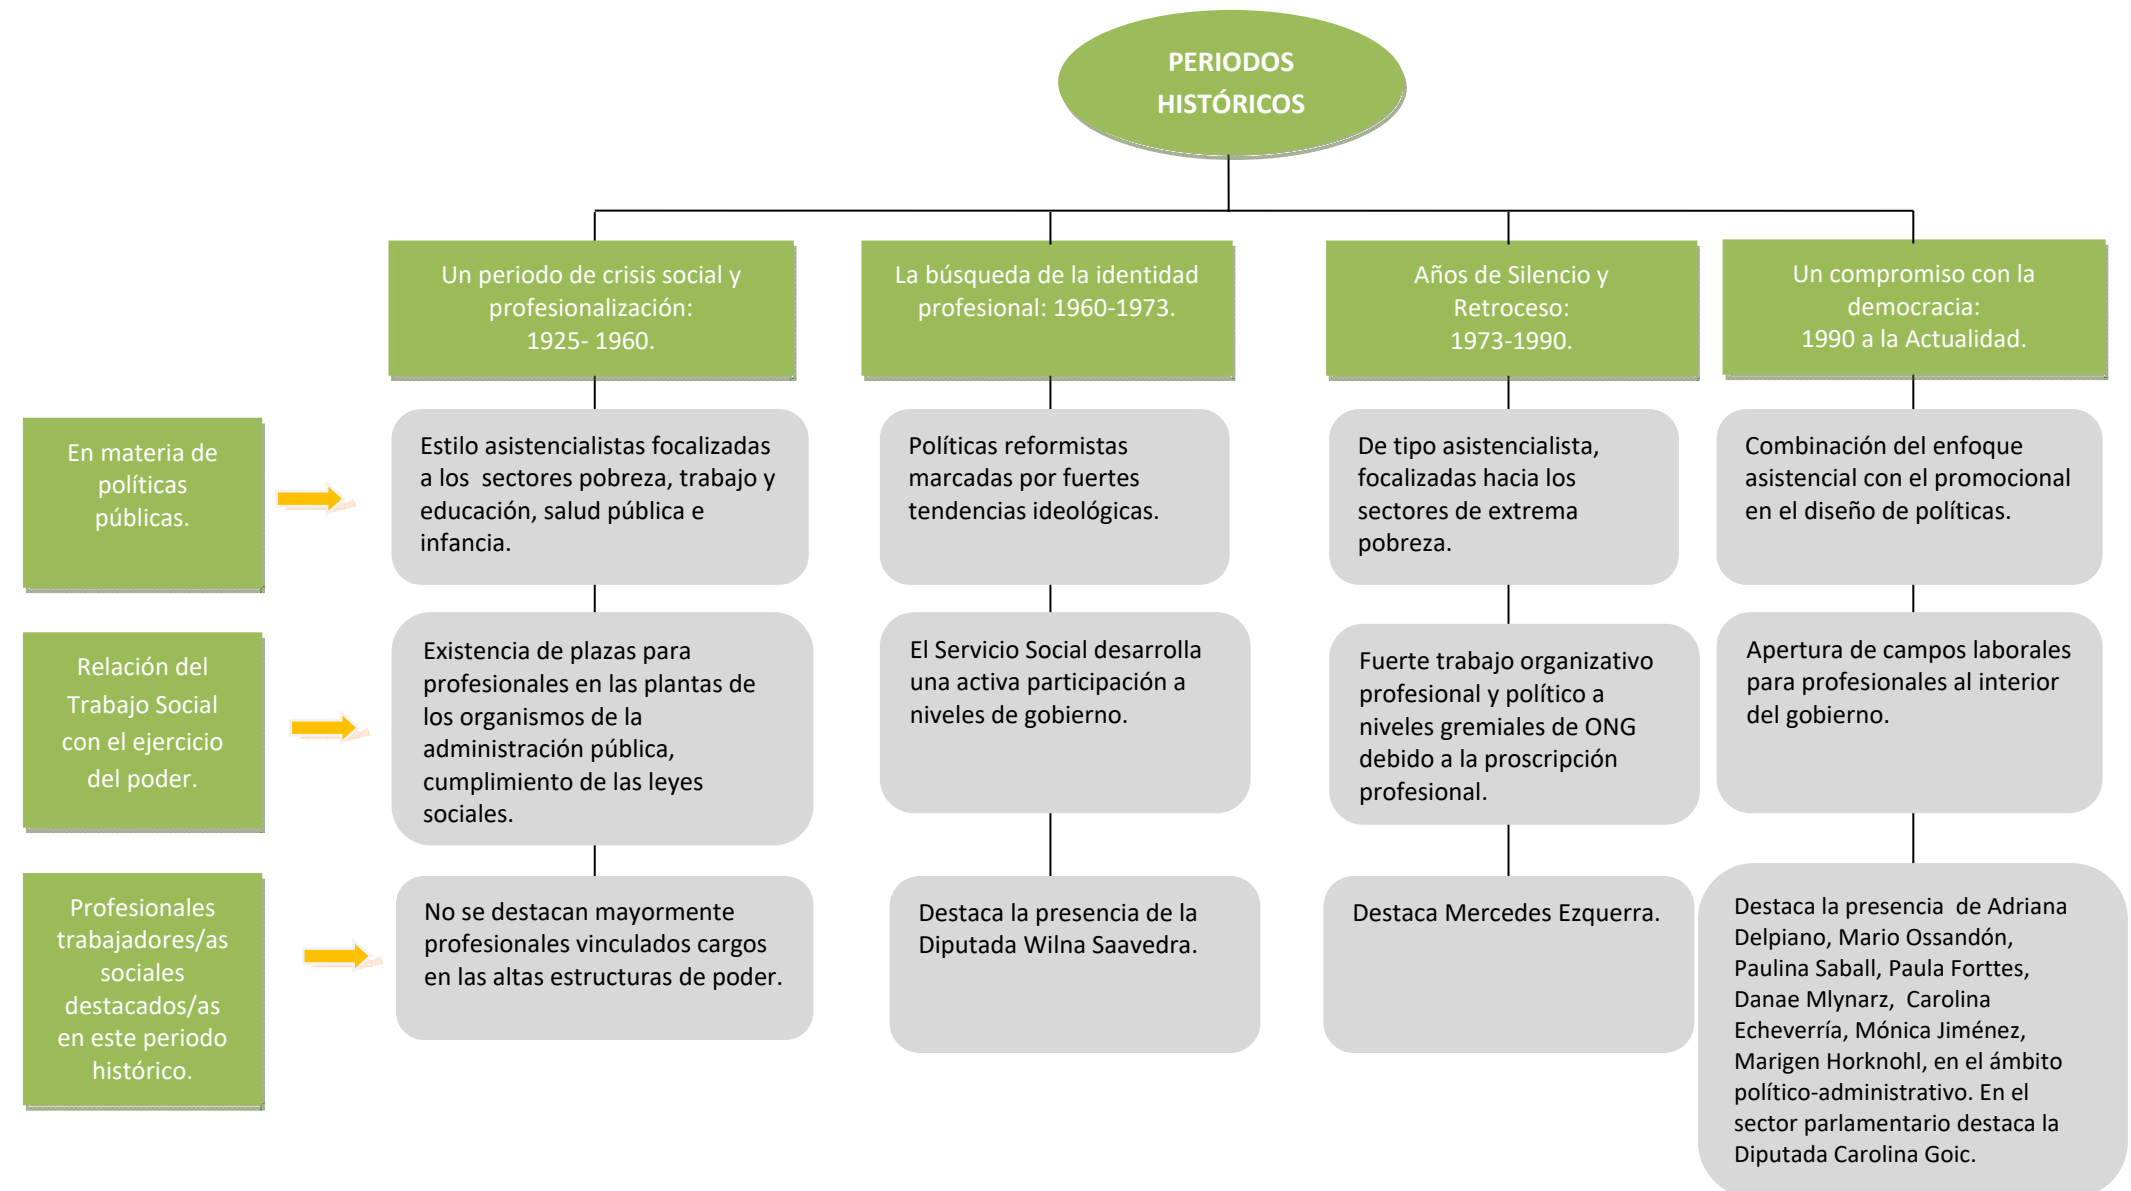 PERIODOS
HISTÓRICOS
Un periodo de crisis social y
profesionalización:
1925- 1960.
La búsqueda de la identidad
profesional: 1960-1973.
Años de Silencio y
Retroceso:
1973-1990.
Un compromiso con la
democracia:
1990 a la Actualidad.
En materia de
políticas
públicas.
Estilo asistencialistas focalizadas
a los  sectores pobreza, trabajo y
educación, salud pública e
infancia.
Políticas reformistas
marcadas por fuertes
tendencias ideológicas.
De tipo asistencialista,
focalizadas hacia los
sectores de extrema
pobreza.
Combinación del enfoque
asistencial con el promocional
en el diseño de políticas.
Relación del
Trabajo Social
con el ejercicio
del poder.
Existencia de plazas para
profesionales en las plantas de
los organismos de la
administración pública,
cumplimiento de las leyes
sociales.
El Servicio Social desarrolla
una activa participación a
niveles de gobierno.
Fuerte trabajo organizativo
profesional y político a
niveles gremiales de ONG
debido a la proscripción
profesional.
Apertura de campos laborales
para profesionales al interior
del gobierno.
Profesionales
trabajadores/as
sociales
destacados/as
en este periodo
histórico.
No se destacan mayormente
profesionales vinculados cargos
en las altas estructuras de poder.
Destaca la presencia de la
Diputada Wilna Saavedra.
Destaca Mercedes Ezquerra.
Destaca la presencia  de Adriana
Delpiano, Mario Ossandón,
Paulina Saball, Paula Forttes,
Danae Mlynarz,  Carolina
Echeverría, Mónica Jiménez,
Marigen Horknohl, en el ámbito
político-administrativo. En el
sector parlamentario destaca la
Diputada Carolina Goic.